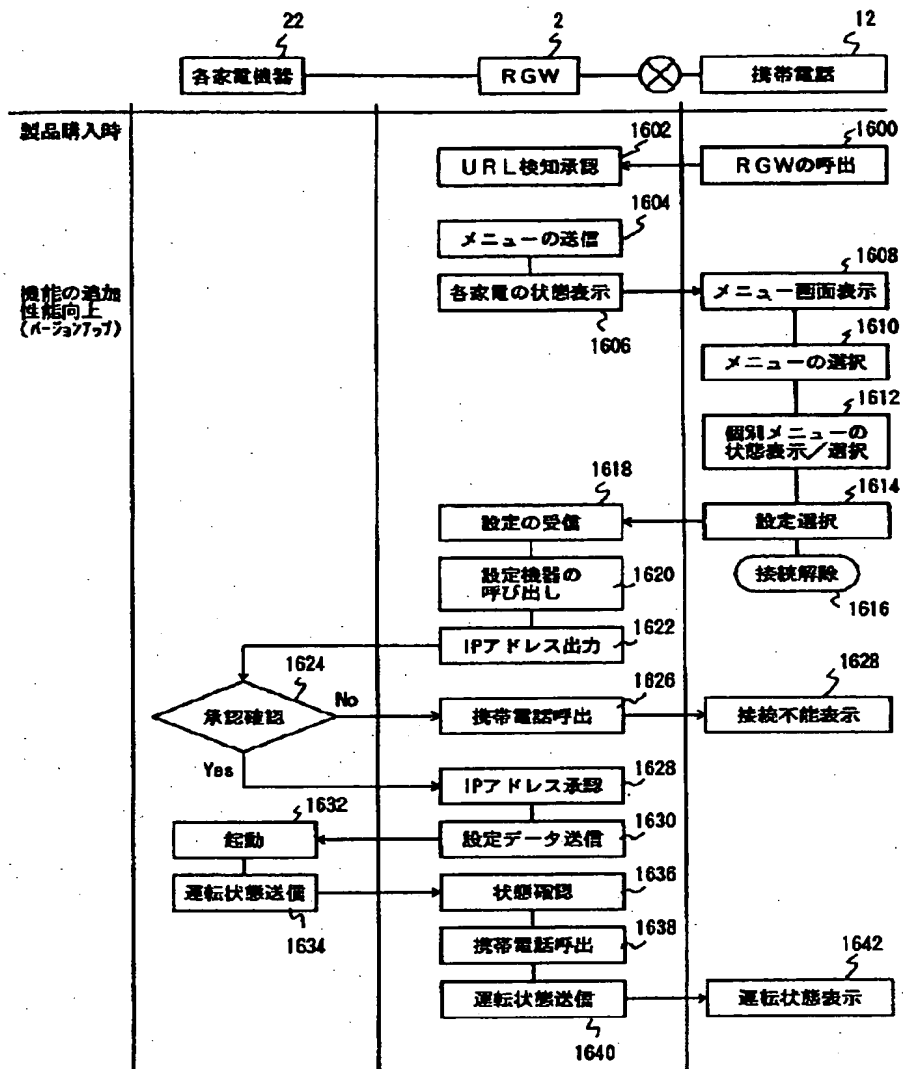 22
2
12
各家電機器
RGW
携帯電話
製品購入時
1602
1600
URL検知承認
RGWの呼出
1604
メニューの送信
機能の追加
性能向上
(バージョンアップ)
1608
各家電の状態表示
メニュー画面表示
1606
1610
メニューの選択
1612
個別メニューの
状態表示/選択
1618
1614
設定の受信
設定選択
設定機器の
呼び出し
1620
接続解除
1616
IPアドレス出力
1622
1624
承認確認
No
Yes
1626
携帯電話呼出
1628
接続不能表示
1628
IPアドレス承認
1632
起動
1630
設定データ送信
運転状態送信
1634
1636
状態確認
1638
携帯電話呼出
1642
運転状態送信
運転状態表示
1640